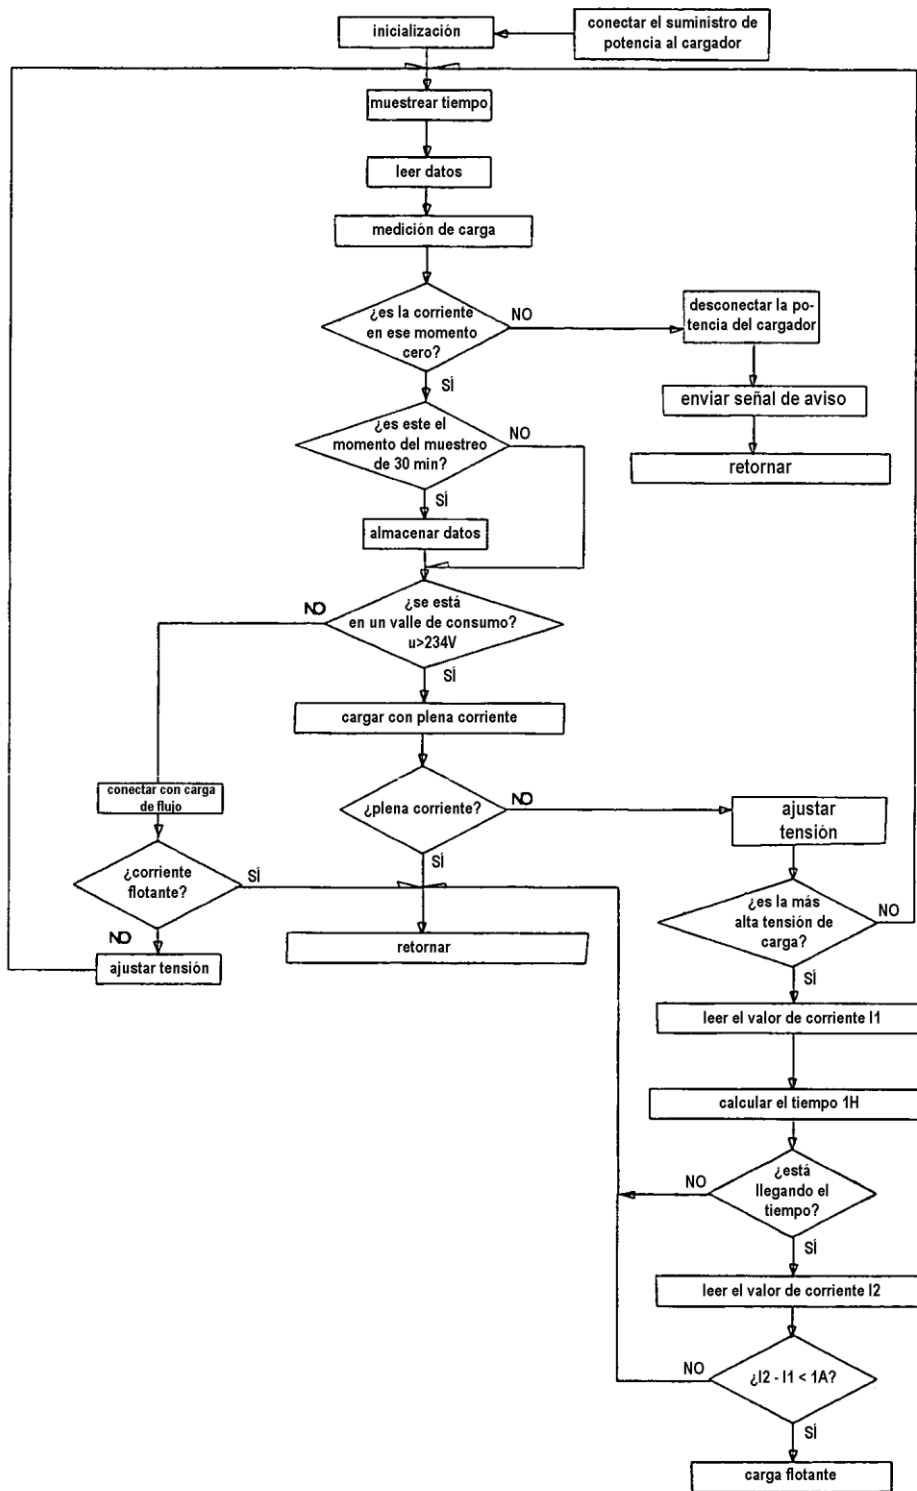 conectar el suministro de
potencia al cargador
inicialización
muestrear tiempo
leer datos
medición de carga
¿es la corriente
en ese momento
cero?
NO
desconectar la po-
tencia del cargador
enviar señal de aviso
retornar
SÍ
¿es este el
momento del muestreo
de 30 min?
NO
SÍ
almacenar datos
¿se está
en un valle de consumo?
u>234V
NO
SÍ
cargar con plena corriente
conectar con carga
de flujo
¿plena corriente?
NO
ajustar
tensión
SÍ
¿corriente
flotante?
SÍ
NO
ajustar tensión
retornar
¿es la más
alta tensión de
carga?
NO
SÍ
leer el valor de corriente I1
calcular el tiempo 1H
¿está
llegando el
tiempo?
NO
SÍ
leer el valor de corriente I2
¿I2 - I1 < 1A?
NO
SÍ
carga flotante